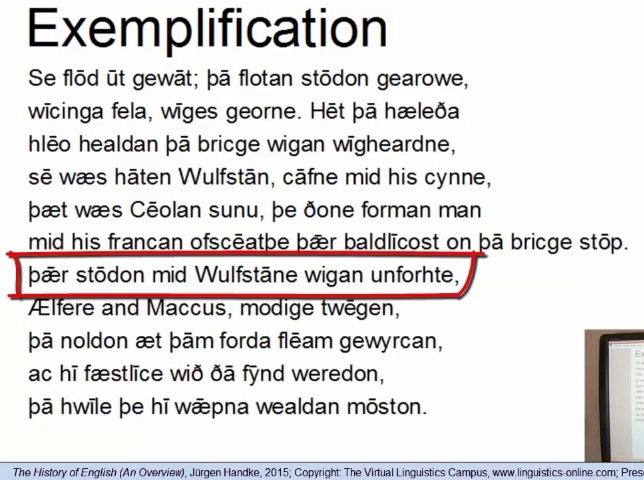 Exemplification
Se flōd ūt gewāt; þā flotan stōdon gearowe,
wīcinga fela, wīges georne. Hēt þā hæleða
hlēo healdan þā bricge wigan wīgheardne,
sē wæs hāten Wulfstān, cāfne mid his cynne,
þæt wæs Cēolan sunu, þe ðone forman man
mid his francan ofscēatþe þǣr baldlīcost on þā bricge stōp.
þǣr stōdon mid Wulfstāne wigan unforhte,
Ælfere and Maccus, modige twēgen,
þā noldon æt þām forda flēam gewyrcan,
ac hī fæstlīce wið ðā fȳnd weredon,
þā hwīle þe hī wǣpna wealdan mōston.
The History of English (An Overview), Jürgen Handke, 2015; Copyright: The Virtual Linguistics Campus, www.linguistics-online.com; Pres